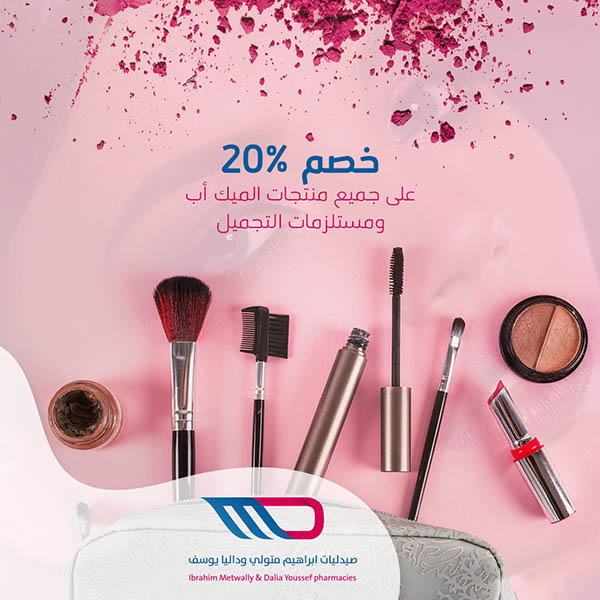 خصم 20%
على جميع منتجات الميك أب
ومستلزمات التجميل
صيدليات ابراهيم متولي وداليا يوسف
Ibrahim Metwally & Dalia Youssef pharmacies